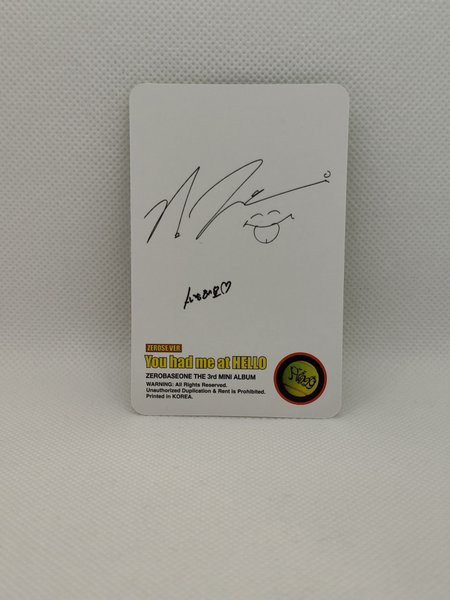 ZEROSE VER.
You had me at HELLO
ZEROBASEONE THE 3rd MINI ALBUM
WARNING: All Rights Reserved.
Unauthorized Duplication & Rent is Prohibited.
Printed in KOREA.